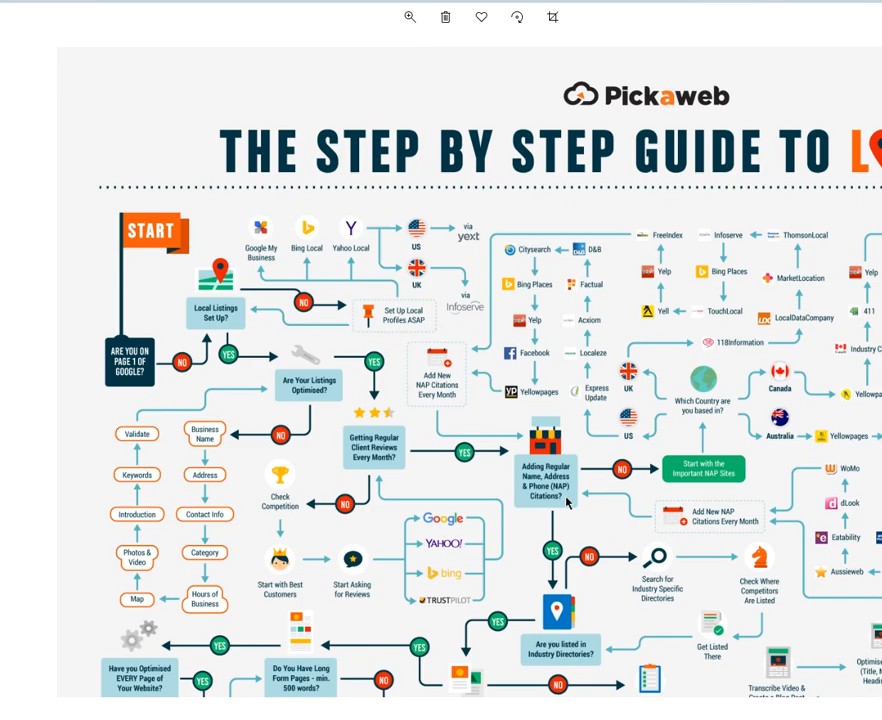 Pickaweb
THE STEP BY STEP GUIDE TO L
START
Google My
Business
Bing Local
Yahoo Local
US
via
yext
UK
via
Infoserve
Local Listings
Set Up?
NO
Set Up Local
Profiles ASAP
ARE YOU ON
PAGE 1 OF
GOOGLE?
NO
YES
YES
Are Your Listings
Optimised?
NO
Business
Name
Address
Contact Info
Category
Hours of
Business
Map
Photos &
Video
Introduction
Keywords
Validate
Getting Regular
Client Reviews
Every Month?
YES
NO
Check
Competition
Start with Best
Customers
Start Asking
for Reviews
Google
YAHOO!
bing
TRUSTPILOT
Add New
NAP Citations
Every Month
Citysearch
D&B
Bing Places
Factual
Yelp
Acxiom
Facebook
Localeze
YP
Yellowpages
Express
Update
FreeIndex
Infoserve
ThomsonLocal
Yelp
Bing Places
MarketLocation
Yell
TouchLocal
LocalDataCompany
118Information
Yelp
411
Industry C
Yellowpa
UK
US
Which Country are
you based in?
Canada
Australia
Yellowpages
Adding Regular
Name, Address
& Phone (NAP)
Citations?
NO
Start with the
Important NAP Sites
WoMo
dLook
Eatability
Aussieweb
Add New NAP
Citations Every Month
YES
NO
Search for
Industry Specific
Directories
Check Where
Competitors
Are Listed
Get Listed
There
Are you listed in
Industry Directories?
YES
YES
YES
Have you Optimised
EVERY Page of
Your Website?
YES
Do You Have Long
Form Pages - min.
500 words?
NO
NO
Transcribe Video &
Optimis
(Title, M
Headi